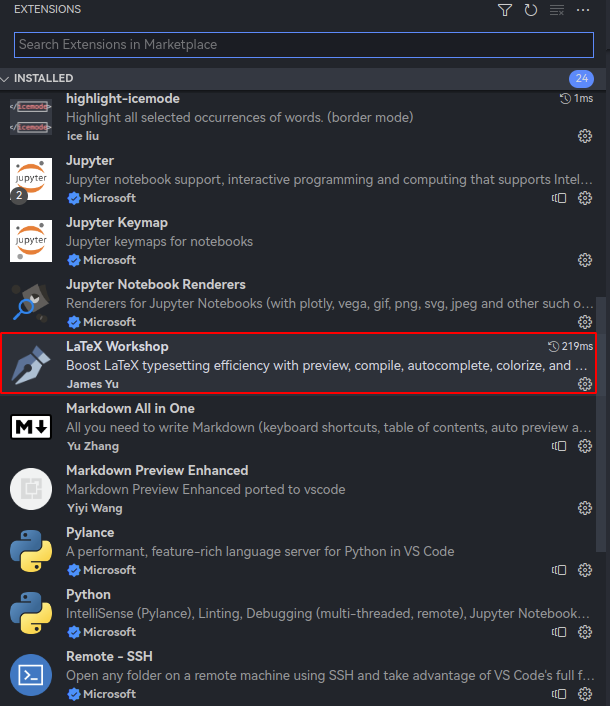 EXTENSIONS
Search Extensions in Marketplace
INSTALLED 24
highlight-icemode 1ms
Highlight all selected occurrences of words. (border mode)
ice liu
Jupyter
Jupyter notebook support, interactive programming and computing that supports Intel...
Microsoft
2
Jupyter Keymap
Jupyter keymaps for notebooks
Microsoft
Jupyter Notebook Renderers
Renderers for Jupyter Notebooks (with plotly, vega, gif, png, svg, jpeg and other such o...
Microsoft
LaTeX Workshop 219ms
Boost LaTeX typesetting efficiency with preview, compile, autocomplete, colorize, and ...
James Yu
Markdown All in One
All you need to write Markdown (keyboard shortcuts, table of contents, auto preview a...
Yu Zhang
Markdown Preview Enhanced
Markdown Preview Enhanced ported to vscode
Yiyi Wang
Pylance
A performant, feature-rich language server for Python in VS Code
Microsoft
Python
IntelliSense (Pylance), Linting, Debugging (multi-threaded, remote), Jupyter Notebook...
Microsoft
Remote - SSH
Open any folder on a remote machine using SSH and take advantage of VS Code's full f...
Microsoft